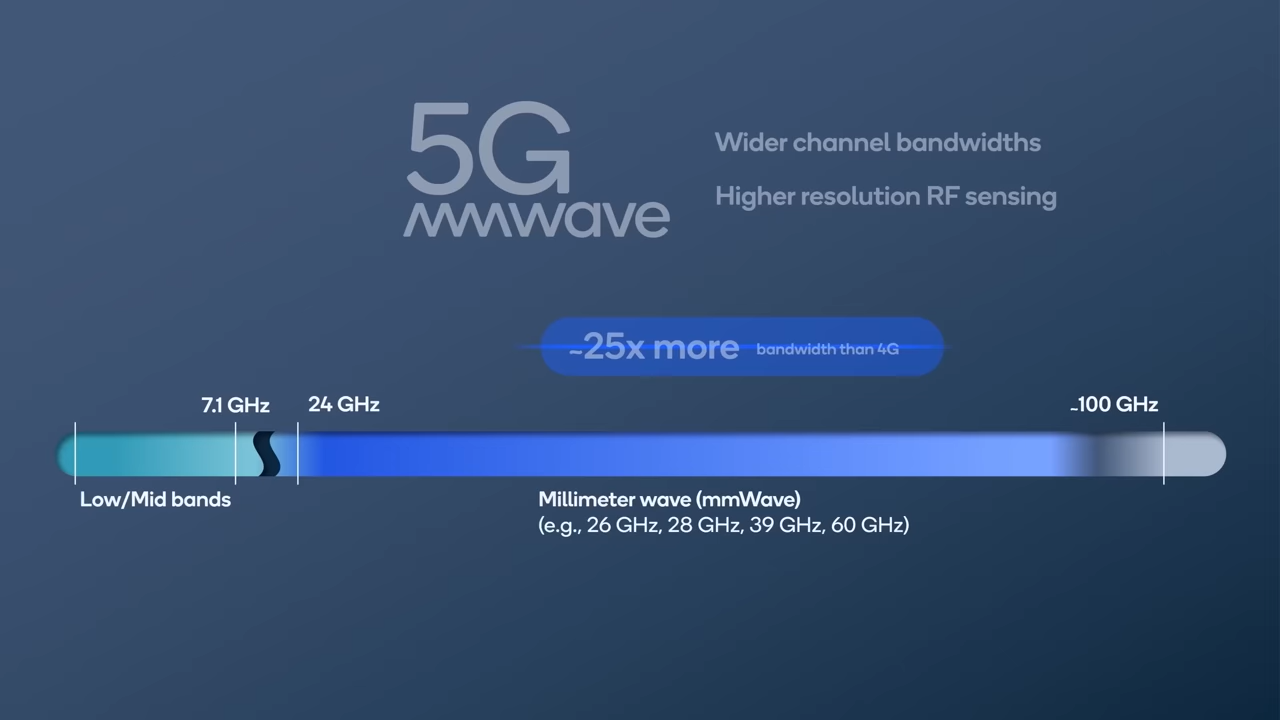 5G
mmwave
Wider channel bandwidths
Higher resolution RF sensing
~25x more bandwidth than 4G
7.1 GHz
24 GHz
~100 GHz
Low/Mid bands
Millimeter wave (mmWave)
(e.g., 26 GHz, 28 GHz, 39 GHz, 60 GHz)